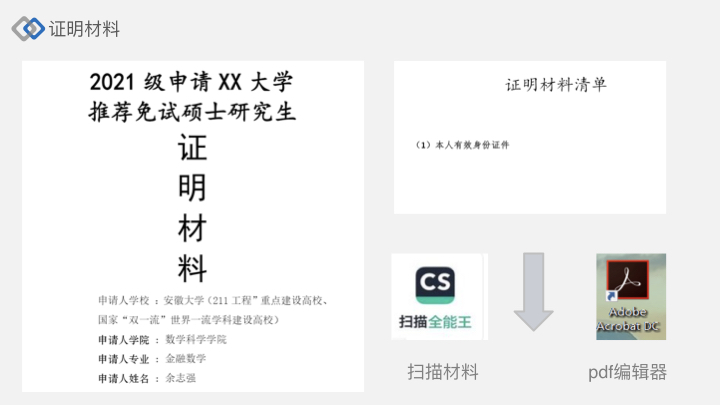 证明材料
2021 级申请 XX 大学
推荐免试硕士研究生
证
明
材
料
申请人学校 ：安徽大学（211 工程”重点建设高校、
国家“双一流”世界一流学科建设高校）
申请人学院 ： 数学科学学院
申请人专业 ： 金融数学
申请人姓名 ： 余志强
证明材料清单
（1）本人有效身份证件
CS
扫描全能王
扫描材料
Adobe
Acrobat DC
pdf编辑器